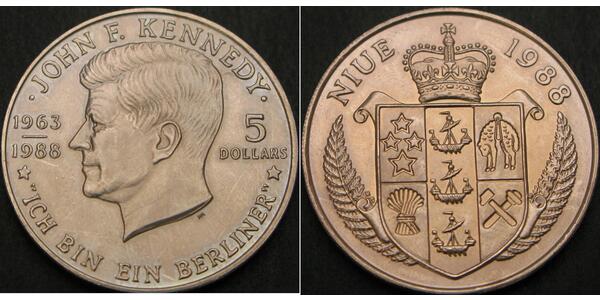 · JOHN F. KENNEDY ·
1963
1988
5
DOLLARS
★ "ICH BIN EIN BERLINER" ★
NIUE 1988